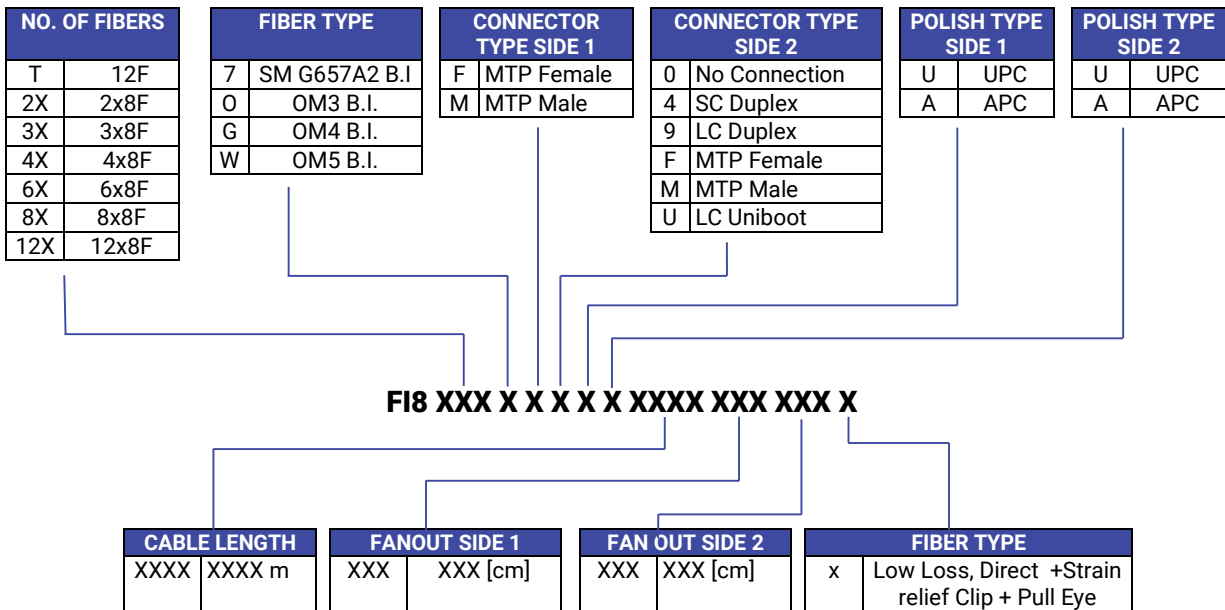 NO. OF FIBERS
T 12F
2X 2x8F
3X 3x8F
4X 4x8F
6X 6x8F
8X 8x8F
12X 12x8F
FIBER TYPE
7 SM G657A2 B.I
O OM3 B.I.
G OM4 B.I.
W OM5 B.I.
CONNECTOR
TYPE SIDE 1
F MTP Female
M MTP Male
CONNECTOR TYPE
SIDE 2
0 No Connection
4 SC Duplex
9 LC Duplex
F MTP Female
M MTP Male
U LC Uniboot
POLISH TYPE
SIDE 1
U UPC
A APC
POLISH TYPE
SIDE 2
U UPC
A APC
FI8 XXX X X X X X XXXX XXX XXX X
CABLE LENGTH
XXXX XXXX m
FANOUT SIDE 1
XXX XXX [cm]
FAN OUT SIDE 2
XXX XXX [cm]
FIBER TYPE
x Low Loss, Direct +Strain
relief Clip + Pull Eye